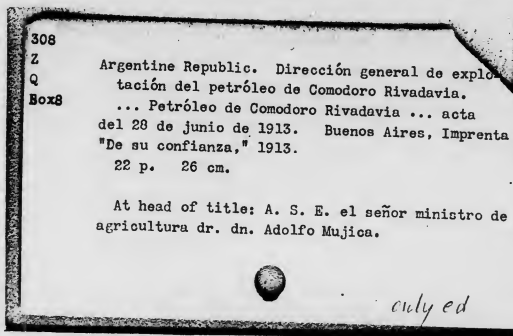 308
Z
Q
Box8
Argentine Republic. Dirección general de explo
tación del petróleo de Comodoro Rivadavia.
... Petróleo de Comodoro Rivadavia ... acta
del 28 de junio de 1913. Buenos Aires, Imprenta
"De su confianza," 1913.
22 p. 26 cm.
At head of title: A. S. E. el señor ministro de
agricultura dr. dn. Adolfo Mujica.
only ed